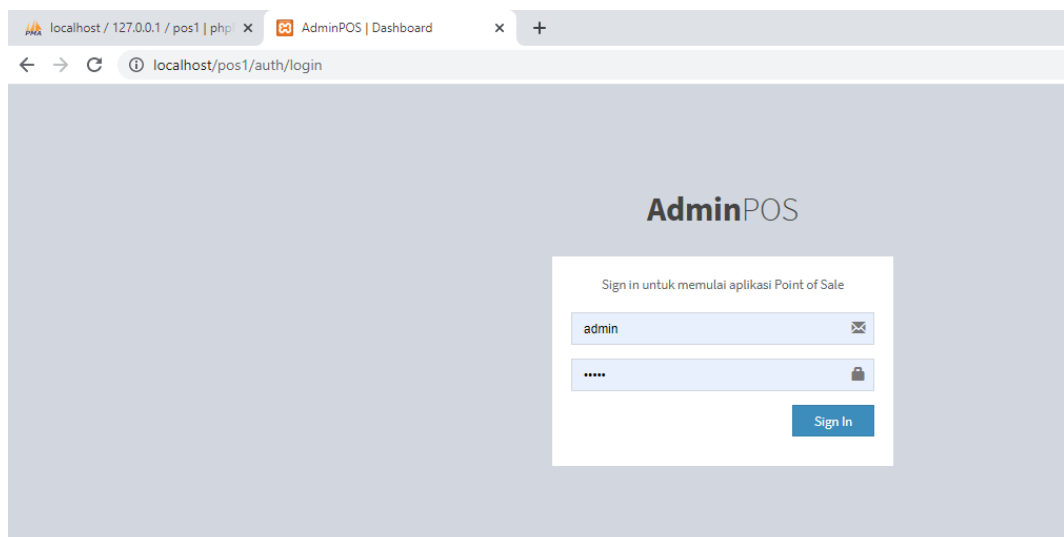 localhost / 127.0.0.1 / pos1 | php
AdminPOS | Dashboard
localhost/pos1/auth/login
AdminPOS
Sign in untuk memulai aplikasi Point of Sale
admin
•••••
Sign In